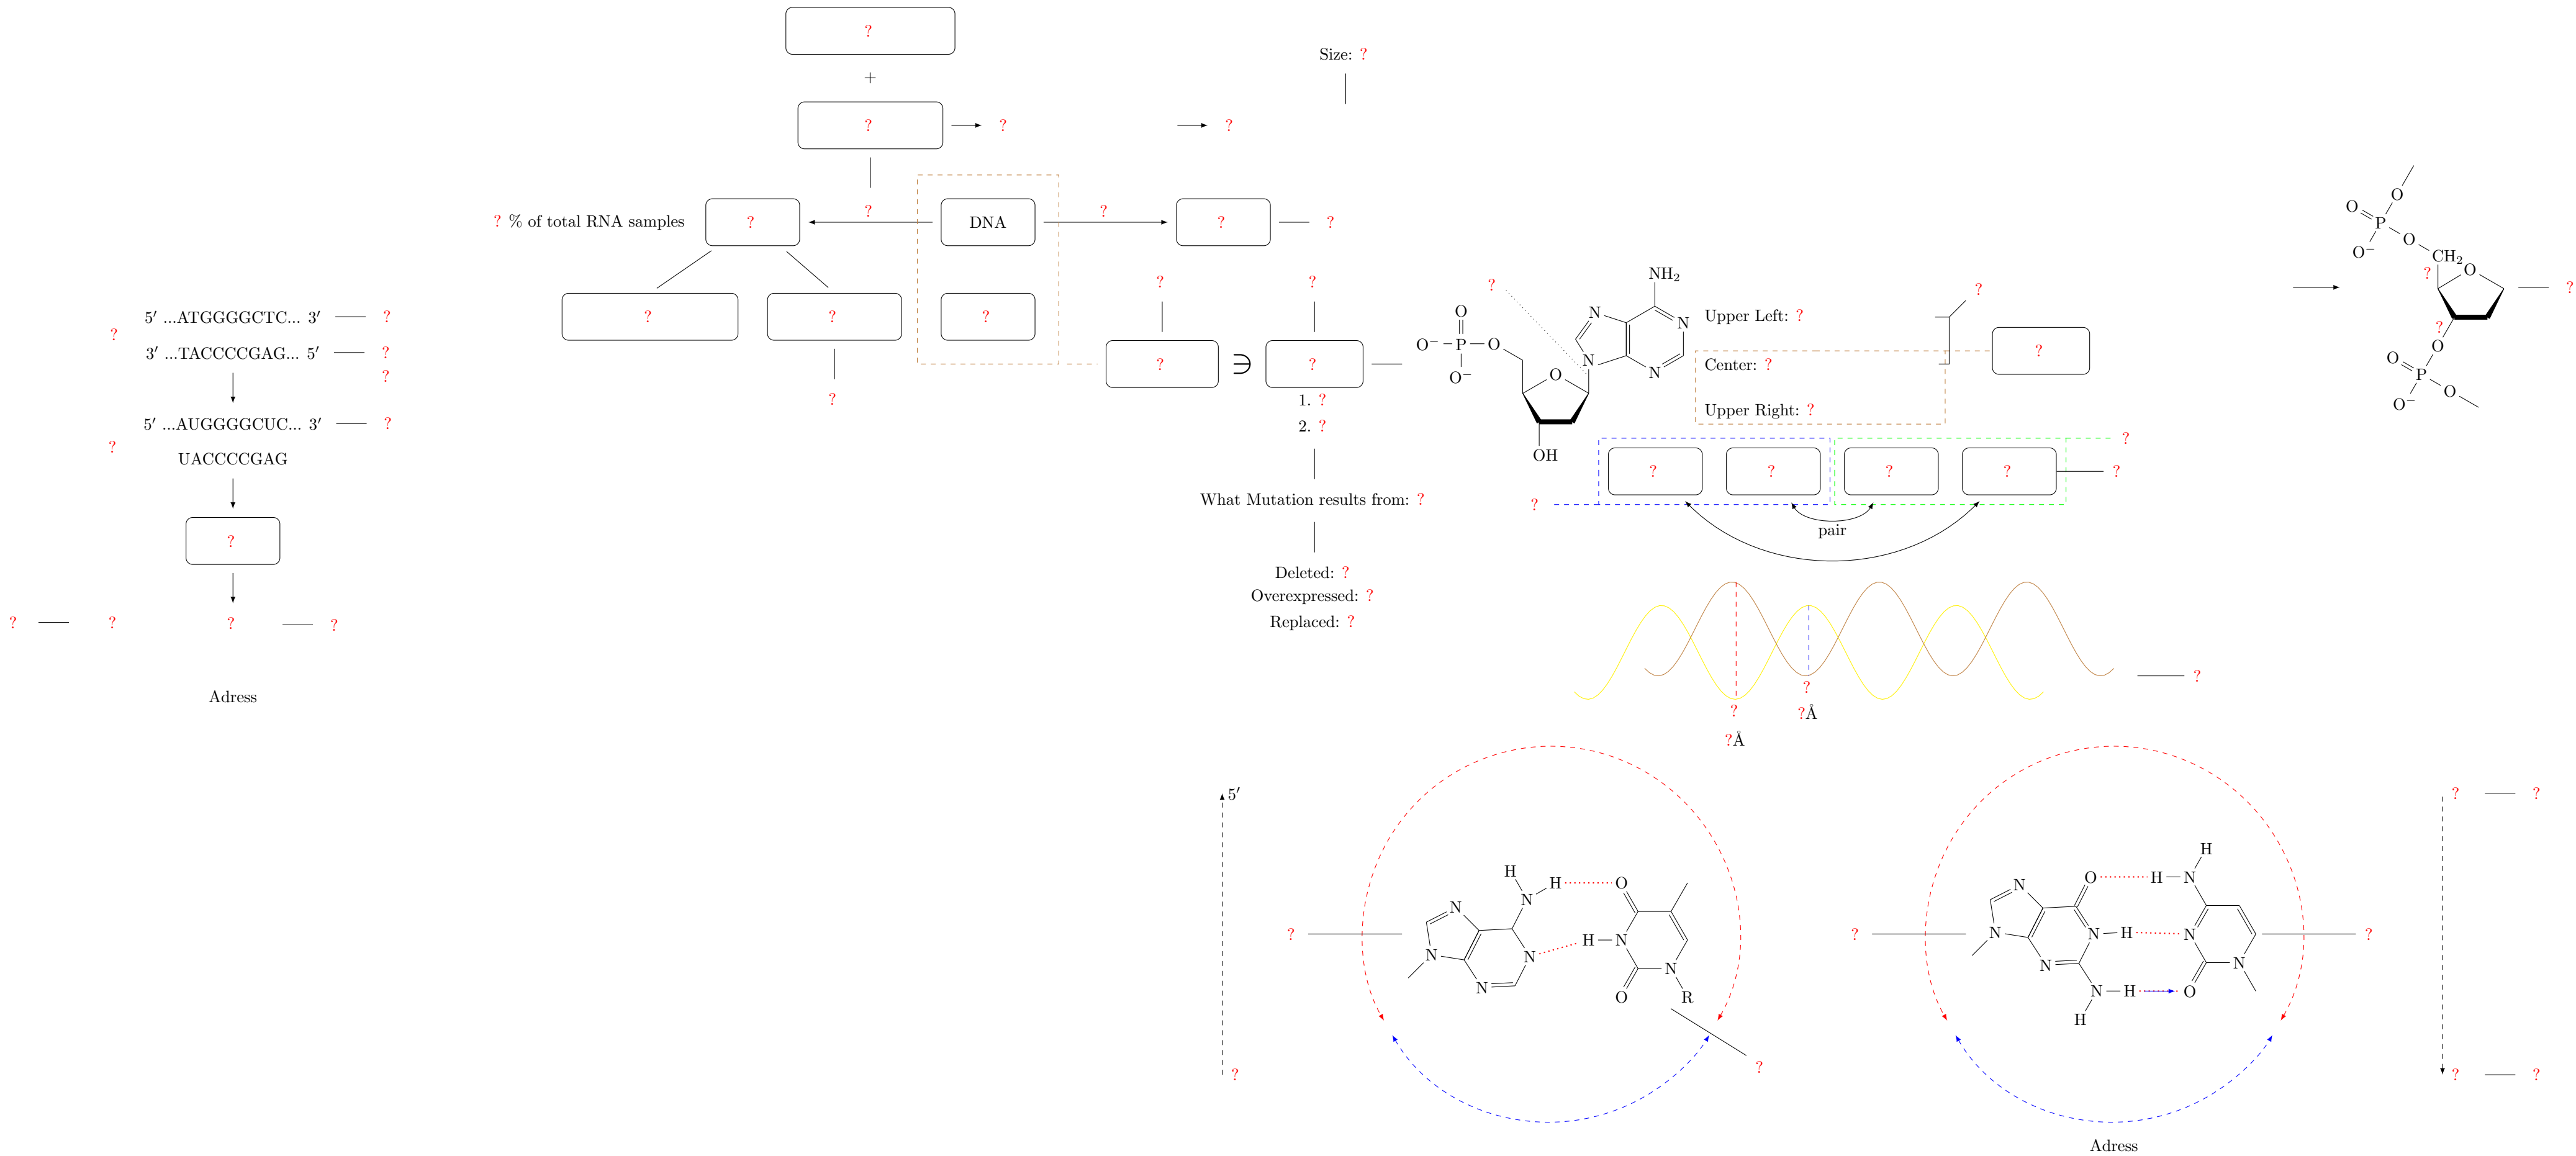 ?
+
?
?
?
Size: ?
? % of total RNA samples
?
?
DNA
?
?
?
?
?
?
?
5′ ...ATGGGGCTC... 3′
?
?
3′ ...TACCCCGAG... 5′
?
?
5′ ...AUGGGGCUC... 3′
?
?
UACCCCGAG
?
?
?
?
?
Adress
?
?
?
∋
?
1. ?
2. ?
What Mutation results from: ?
Deleted: ?
Overexpressed: ?
Replaced: ?
?
NH2
N
N
N
N
O
O− P O
O−
O
OH
Upper Left: ?
Center: ?
Upper Right: ?
?
?
?
?
?
?
?
?
?
pair
?
?
?
?Å
?Å
O
O
P
O−
O
CH2
?
O
?
?
O
O
P
O−
O
5′
?
?
H
H
N
N
N
N
N
O
H N
O
N
R
?
?
N
N
N
O
N H
N H
H
H
H N
N
O
N
?
Adress
? ?
? ?